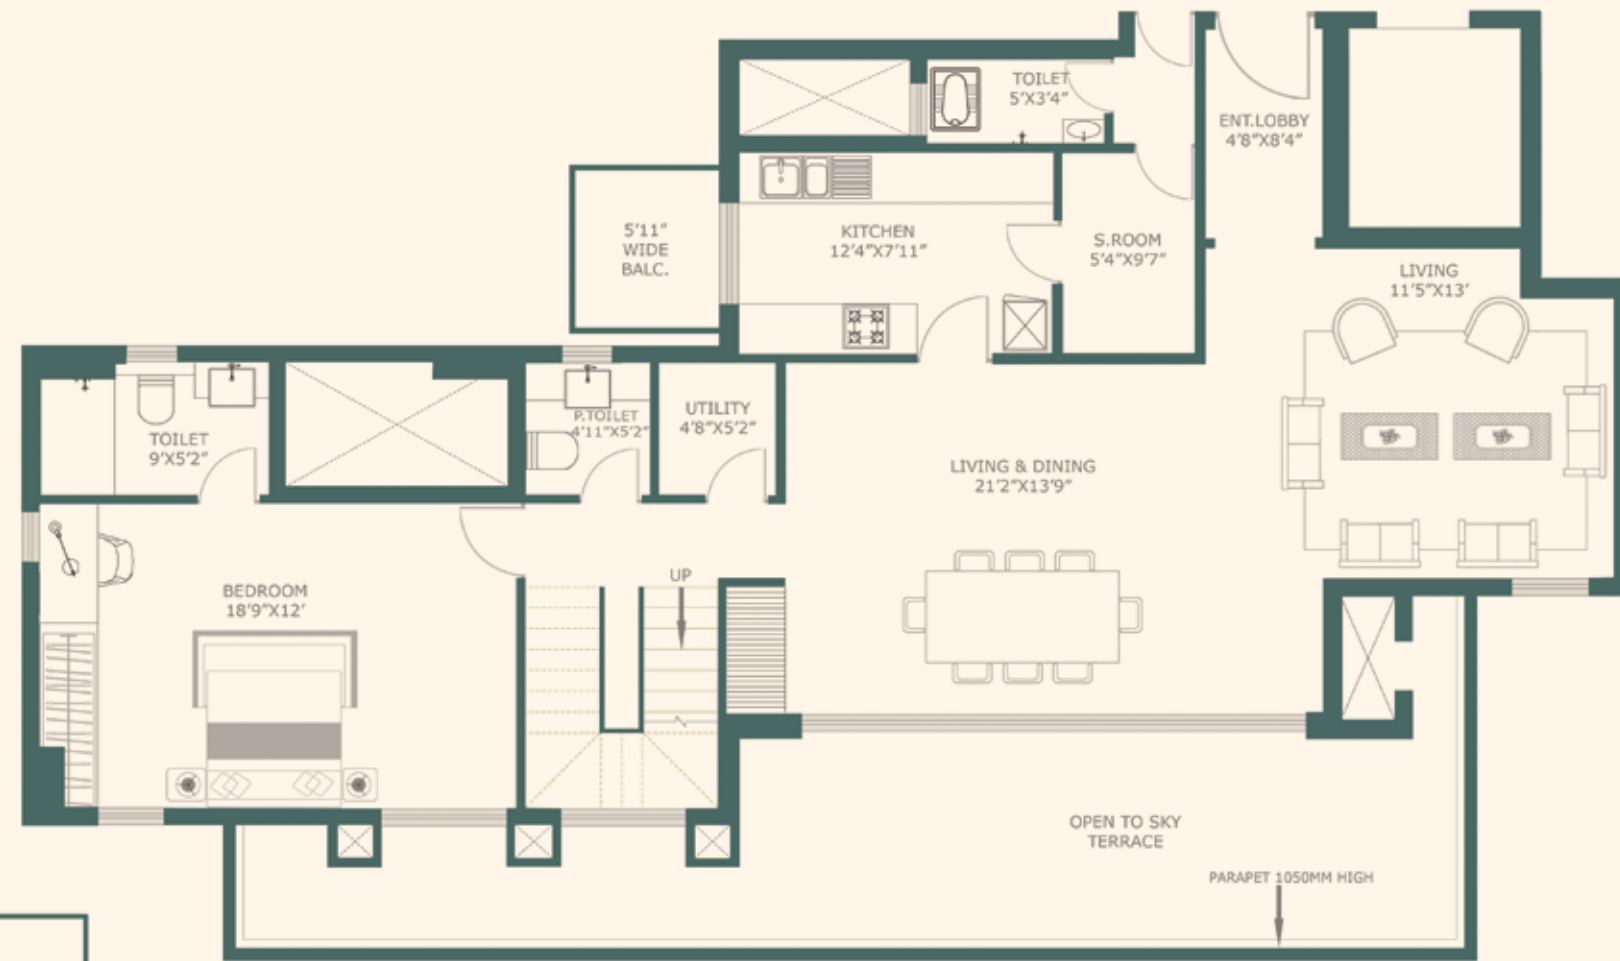 TOILET
5'X3'4"
ENT.LOBBY
4'8"X8'4"
5'11"
WIDE
BALC.
KITCHEN
12'4"X7'11"
S.ROOM
5'4"X9'7"
LIVING
11'5"X13'
TOILET
9'X5'2"
P.TOILET
4'11"X5'2"
UTILITY
4'8"X5'2"
LIVING & DINING
21'2"X13'9"
BEDROOM
18'9"X12'
UP
OPEN TO SKY
TERRACE
PARAPET 1050MM HIGH